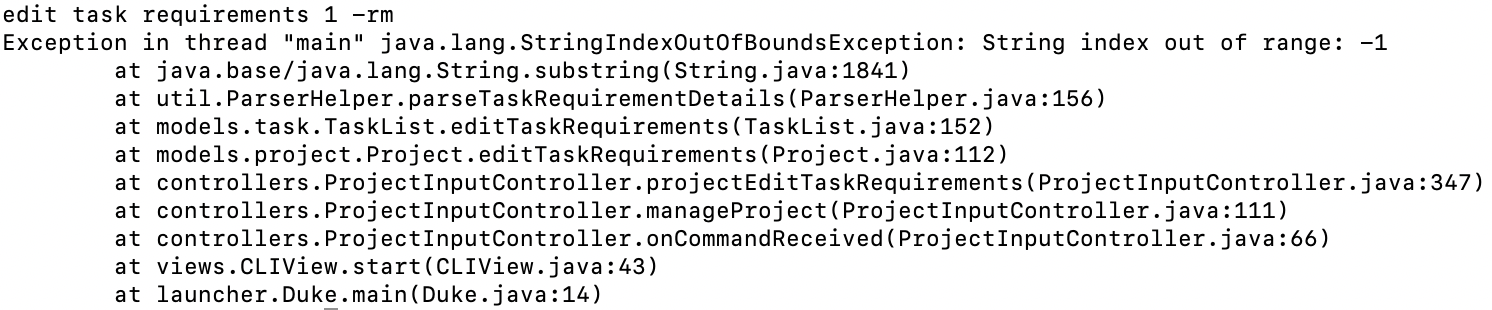 edit task requirements 1 -rm
Exception in thread "main" java.lang.StringIndexOutOfBoundsException: String index out of range: -1
        at java.base/java.lang.String.substring(String.java:1841)
        at util.ParserHelper.parseTaskRequirementDetails(ParserHelper.java:156)
        at models.task.TaskList.editTaskRequirements(TaskList.java:152)
        at models.project.Project.editTaskRequirements(Project.java:112)
        at controllers.ProjectInputController.projectEditTaskRequirements(ProjectInputController.java:347)
        at controllers.ProjectInputController.manageProject(ProjectInputController.java:111)
        at controllers.ProjectInputController.onCommandReceived(ProjectInputController.java:66)
        at views.CLIView.start(CLIView.java:43)
        at launcher.Duke.main(Duke.java:14)